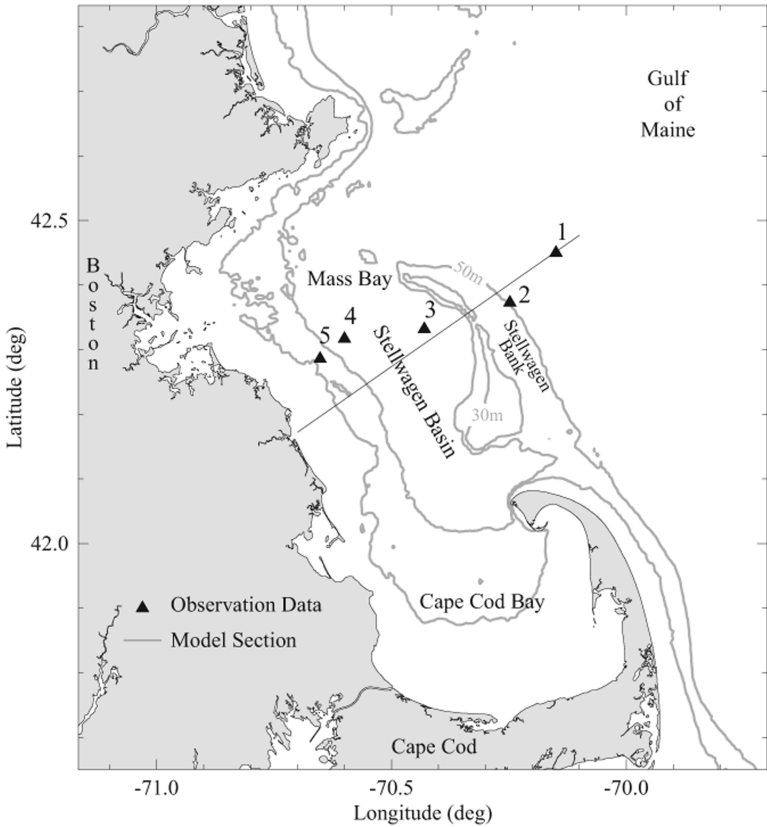 Gulf
of
Maine
42.5
1
50m
Boston
Mass Bay
2
3
4
5
Stellwagen
Bank
Stellwagen Basin
Latitude (deg)
30m
42.0
Observation Data
Cape Cod Bay
Model Section
Cape Cod
-71.0
-70.5
-70.0
Longitude (deg)